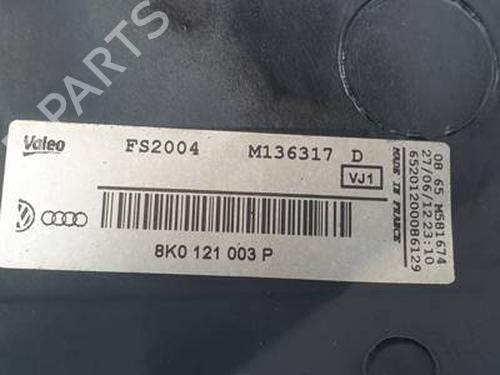 PARTS
Valeo FS2004 M136317 D
VJ1
8K0 121 003 P
MADE IN FRANCE
08 65 M581674
27/06/12 23:10
65201200086129